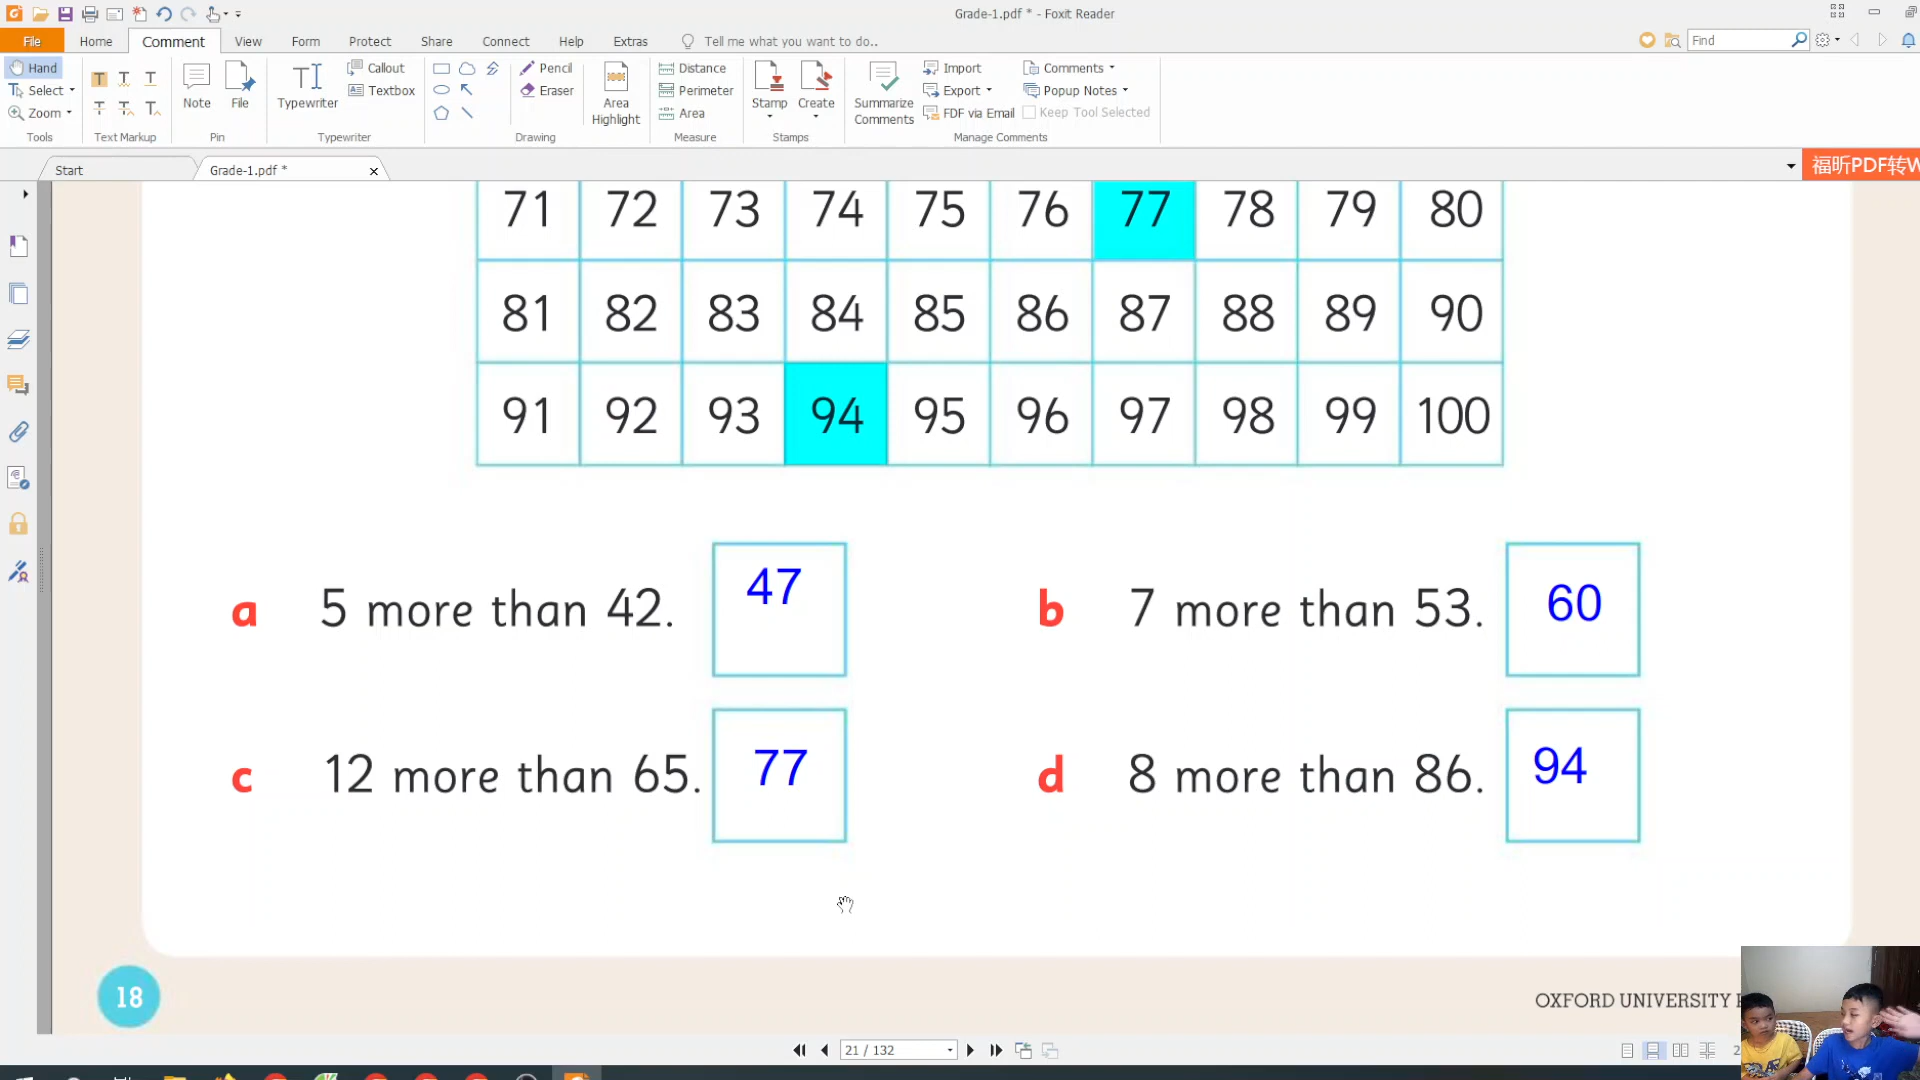 Grade-1.pdf * - Foxit Reader
File Home Comment View Form Protect Share Connect Help Extras Tell me what you want to do.. Find
Hand
Select
Zoom
Tools
Text Markup
Note
File
Pin
Typewriter
Callout
Textbox
Typewriter
Pencil
Eraser
Drawing
Area Highlight
Distance
Perimeter
Area
Measure
Stamp
Create
Stamps
Summarize Comments
Import
Export
FDF via Email
Comments
Popup Notes
Keep Tool Selected
Manage Comments
Start
Grade-1.pdf *
福昕PDF转W
71 72 73 74 75 76 77 78 79 80
81 82 83 84 85 86 87 88 89 90
91 92 93 94 95 96 97 98 99 100
a 5 more than 42. 47
b 7 more than 53. 60
c 12 more than 65. 77
d 8 more than 86. 94
18
OXFORD UNIVERSITY
21 / 132